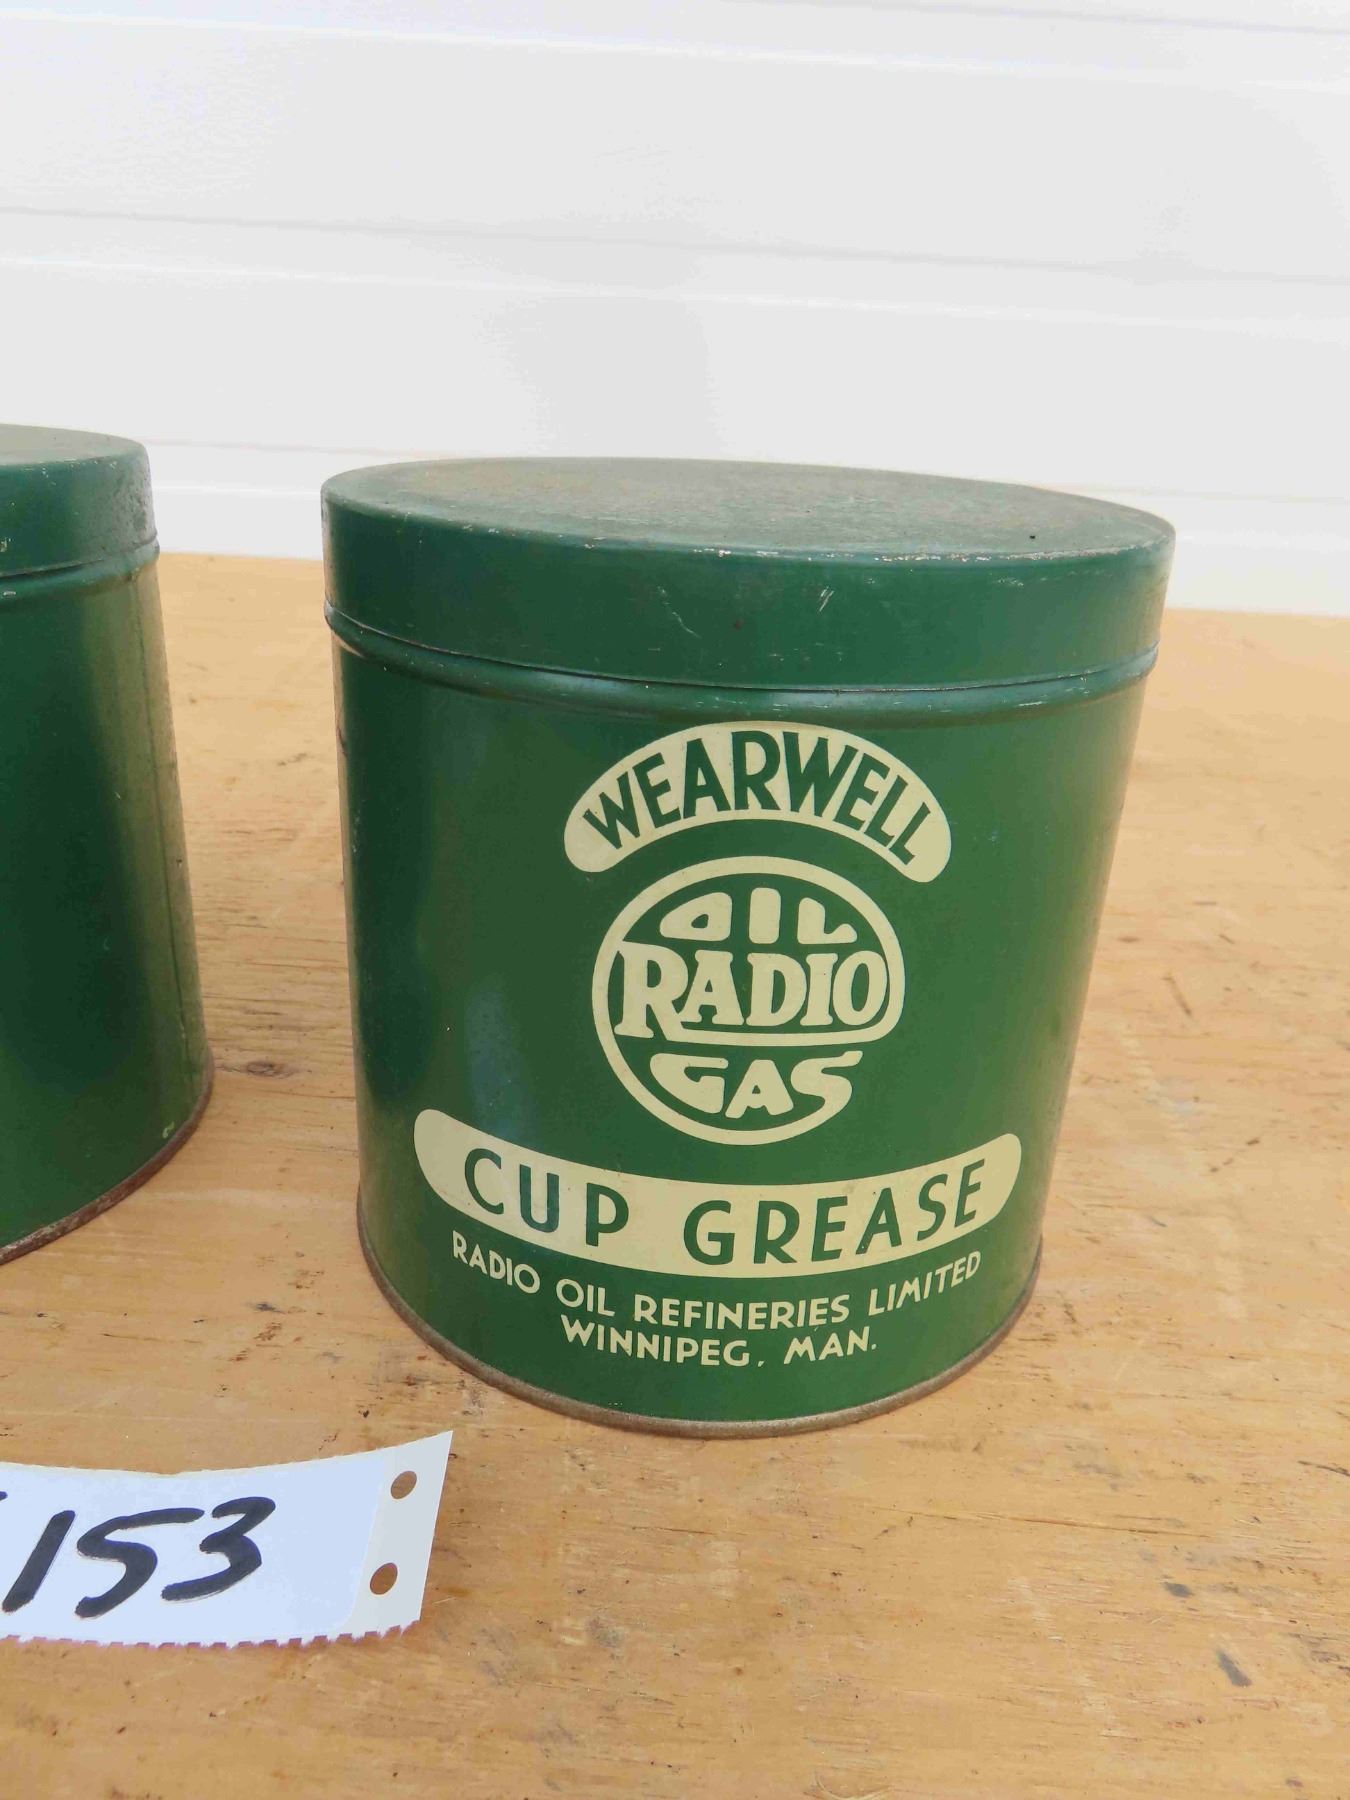 WEARWELL
OIL
RADIO
GAS
CUP GREASE
RADIO OIL REFINERIES LIMITED
WINNIPEG, MAN.
153